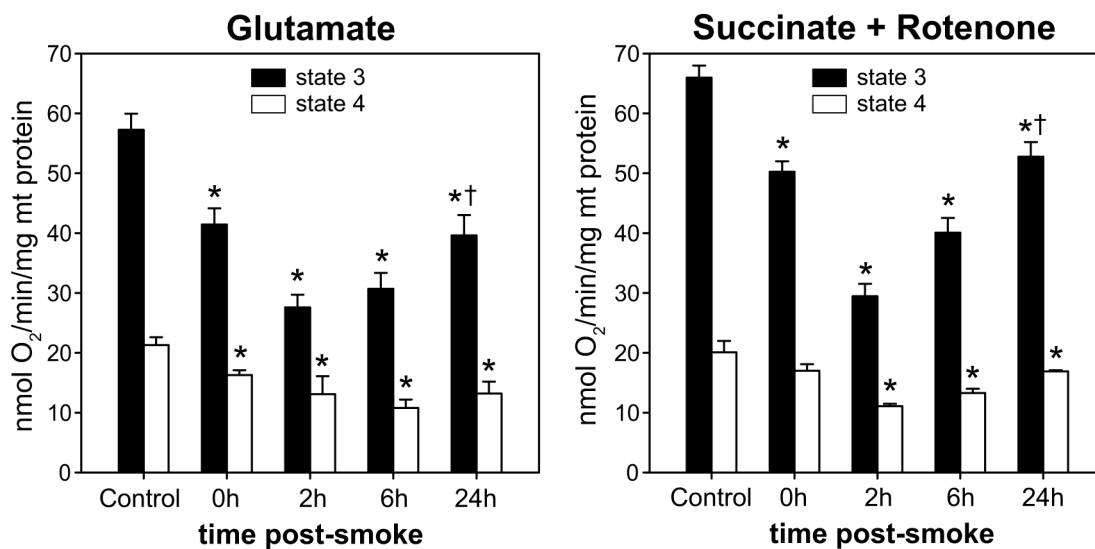 Glutamate
nmol O2/min/mg mt protein
70
60
50
40
30
20
10
0
state 3
state 4
*
*
*
*†
*
*
*
*
Control 0h 2h 6h 24h
time post-smoke
Succinate + Rotenone
nmol O2/min/mg mt protein
70
60
50
40
30
20
10
0
state 3
state 4
*
*
*
*†
*
*
*
Control 0h 2h 6h 24h
time post-smoke